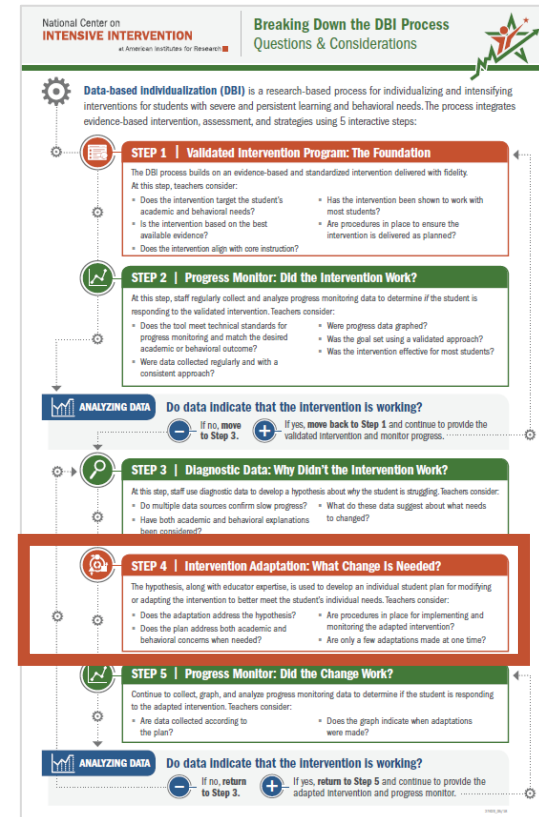 National Center on
INTENSIVE INTERVENTION
at American Institutes for Research
Breaking Down the DBI Process
Questions & Considerations
Data-based individualization (DBI) is a research-based process for individualizing and intensifying
interventions for students with severe and persistent learning and behavioral needs. The process integrates
evidence-based intervention, assessment, and strategies using 5 interactive steps:
STEP 1 | Validated Intervention Program: The Foundation
The DBI process builds on an evidence-based and standardized intervention delivered with fidelity.
At this step, teachers consider:
▪ Does the intervention target the student's
academic and behavioral needs?
▪ Is the intervention based on the best
available evidence?
▪ Does the intervention align with core instruction?
▪ Has the intervention been shown to work with
most students?
▪ Are procedures in place to ensure the
intervention is delivered as planned?
STEP 2 | Progress Monitor: Did the Intervention Work?
At this step, staff regularly collect and analyze progress monitoring data to determine if the student is
responding to the validated intervention. Teachers consider:
▪ Does the tool meet technical standards for
progress monitoring and match the desired
academic or behavioral outcome?
▪ Were data collected regularly and with a
consistent approach?
▪ Were progress data graphed?
▪ Was the goal set using a validated approach?
▪ Was the intervention effective for most students?
ANALYZING DATA
Do data indicate that the intervention is working?
If no, move
to Step 3.
If yes, move back to Step 1 and continue to provide the
validated intervention and monitor progress.
STEP 3 | Diagnostic Data: Why Didn't the Intervention Work?
At this step, staff use diagnostic data to develop a hypothesis about why the student is struggling. Teachers consider:
▪ Do multiple data sources confirm slow progress?
▪ Have both academic and behavioral explanations
been considered?
▪ What do these data suggest about what needs
to changed?
STEP 4 | Intervention Adaptation: What Change Is Needed?
The hypothesis, along with educator expertise, is used to develop an individual student plan for modifying
or adapting the intervention to better meet the student's individual needs. Teachers consider:
▪ Does the adaptation address the hypothesis?
▪ Does the plan address both academic and
behavioral concerns when needed?
▪ Are procedures in place for implementing and
monitoring the adapted intervention?
▪ Are only a few adaptations made at one time?
STEP 5 | Progress Monitor: Did the Change Work?
Continue to collect, graph, and analyze progress monitoring data to determine if the student is responding
to the adapted intervention. Teachers consider:
▪ Are data collected according to
the plan?
▪ Does the graph indicate when adaptations
were made?
ANALYZING DATA
Do data indicate that the intervention is working?
If no, return
to Step 3.
If yes, return to Step 5 and continue to provide the
adapted intervention and progress monitor.